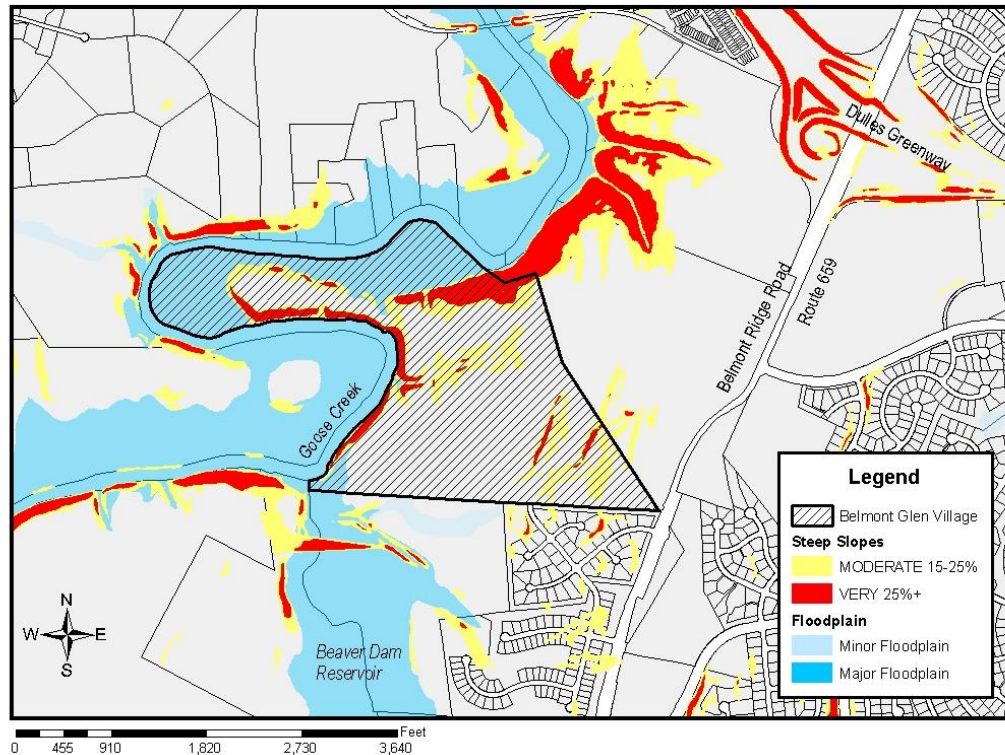 Dulles Greenway
Belmont Ridge Road
Route 659
Goose Creek
Legend
Belmont Glen Village
Steep Slopes
MODERATE 15-25%
VERY 25%+
Floodplain
Minor Floodplain
Major Floodplain
N
W E
S
Beaver Dam
Reservoir
Feet
0 455 910 1,820 2,730 3,640